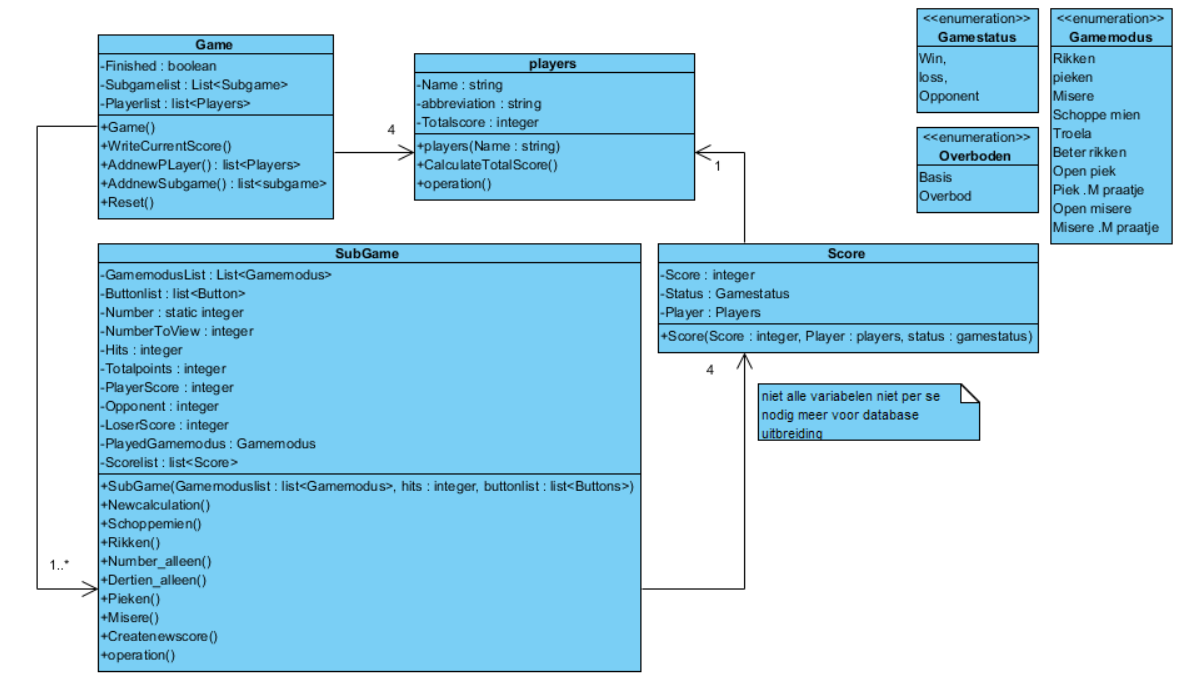 Game
-Finished : boolean
-Subgamelist : List<Subgame>
-Playerlist : list<Players>
+Game()
+WriteCurrentScore()
+AddnewPLayer() : list<Players>
+AddnewSubgame() : list<subgame>
+Reset()
4
players
-Name : string
-abbreviation : string
-Totalscore : integer
+players(Name : string)
+CalculateTotalScore()
+operation()
1
<<enumeration>>
Gamestatus
Win,
loss,
Opponent
<<enumeration>>
Overboden
Basis
Overbod
<<enumeration>>
Gamemodus
Rikken
pieken
Misere
Schoppe mien
Troela
Beter rikken
Open piek
Piek .M praatje
Open misere
Misere .M praatje
SubGame
-GamemodusList : List<Gamemodus>
-Buttonlist : list<Button>
-Number : static integer
-NumberToView : integer
-Hits : integer
-Totalpoints : integer
-PlayerScore : integer
-Opponent : integer
-LoserScore : integer
-PlayedGamemodus : Gamemodus
-Scorelist : list<Score>
+SubGame(Gamemoduslist : list<Gamemodus>, hits : integer, buttonlist : list<Buttons>)
+Newcalculation()
+Schoppemien()
+Rikken()
+Number_alleen()
+Dertien_alleen()
+Pieken()
+Misere()
+Createnewscore()
+operation()
1..*
Score
-Score : integer
-Status : Gamestatus
-Player : Players
+Score(Score : integer, Player : players, status : gamestatus)
4
niet alle variabelen niet per se
nodig meer voor database
uitbreiding